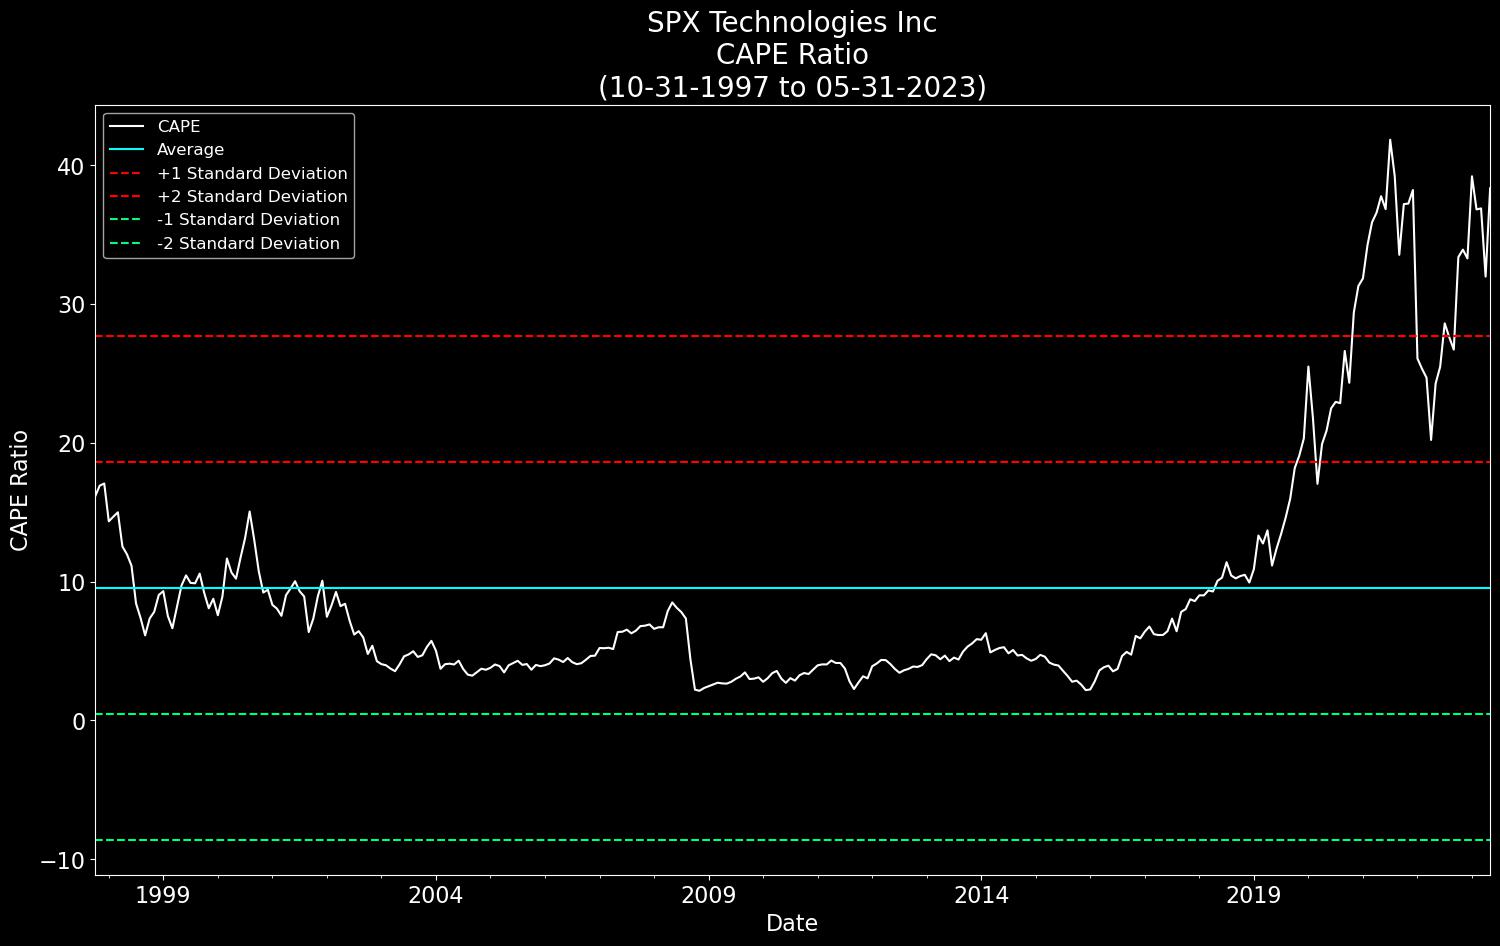 SPX Technologies Inc
CAPE Ratio
(10-31-1997 to 05-31-2023)
CAPE
Average
+1 Standard Deviation
+2 Standard Deviation
-1 Standard Deviation
-2 Standard Deviation
40
30
20
10
0
−10
CAPE Ratio
1999
2004
2009
2014
2019
Date